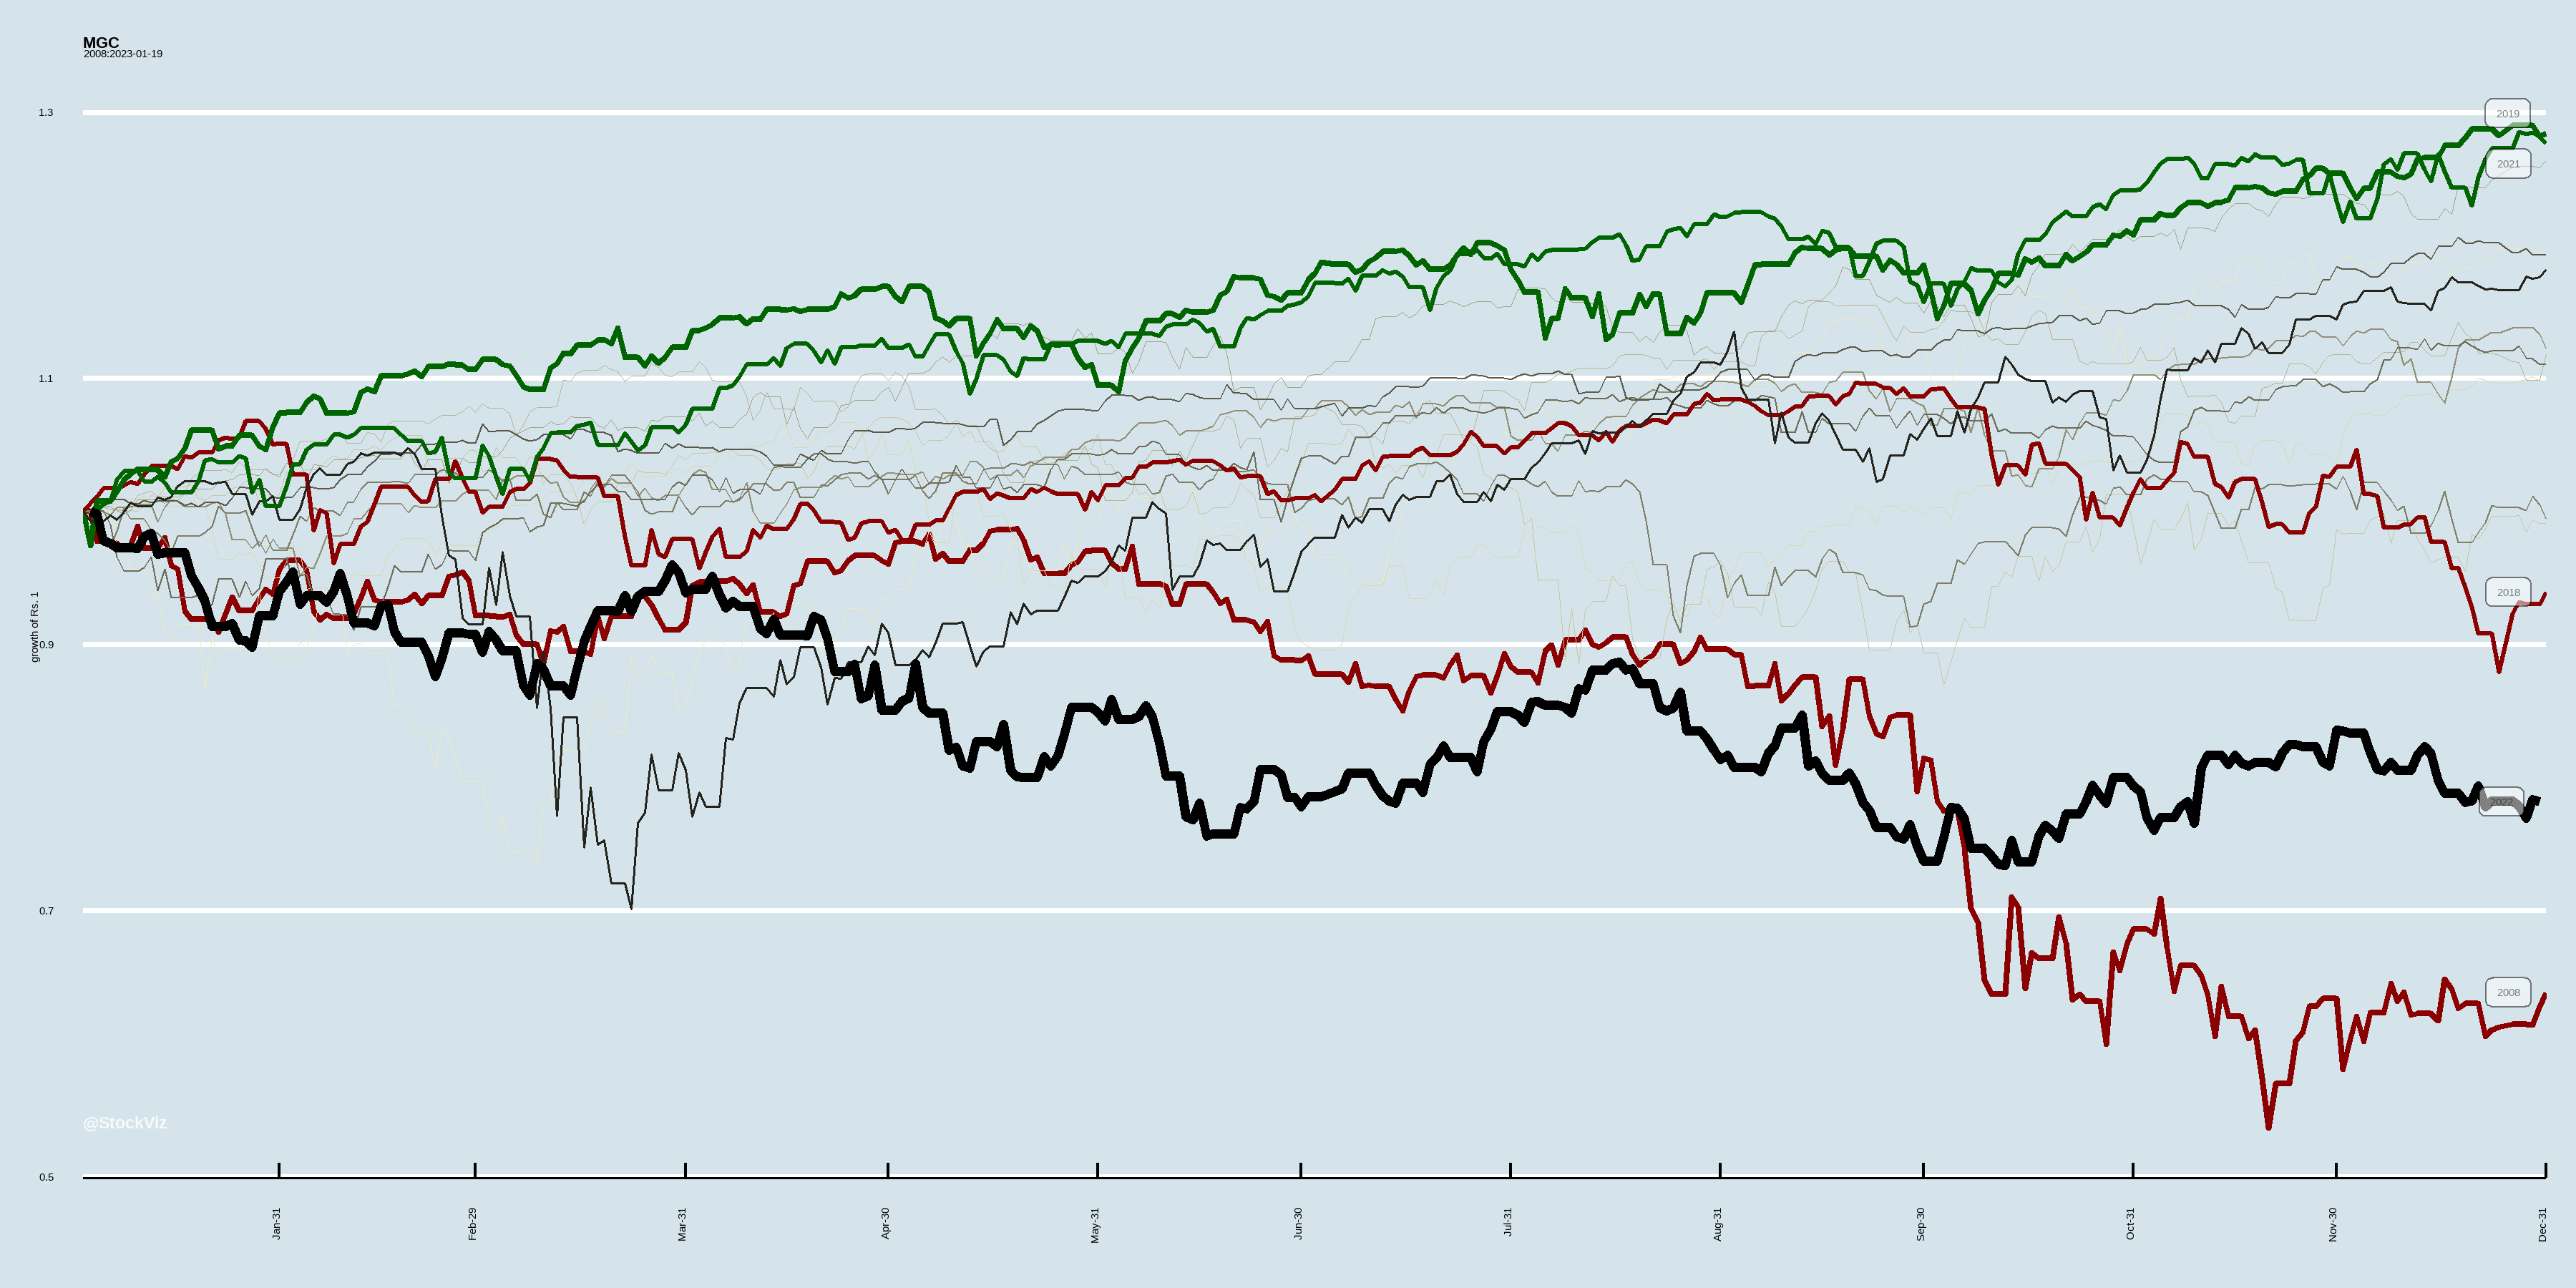 MGC
2008:2023-01-19
1.3
1.1
0.9
0.7
0.5
growth of Rs. 1
2019
2021
2018
2022
2008
@StockViz
Jan-31
Feb-29
Mar-31
Apr-30
May-31
Jun-30
Jul-31
Aug-31
Sep-30
Oct-31
Nov-30
Dec-31